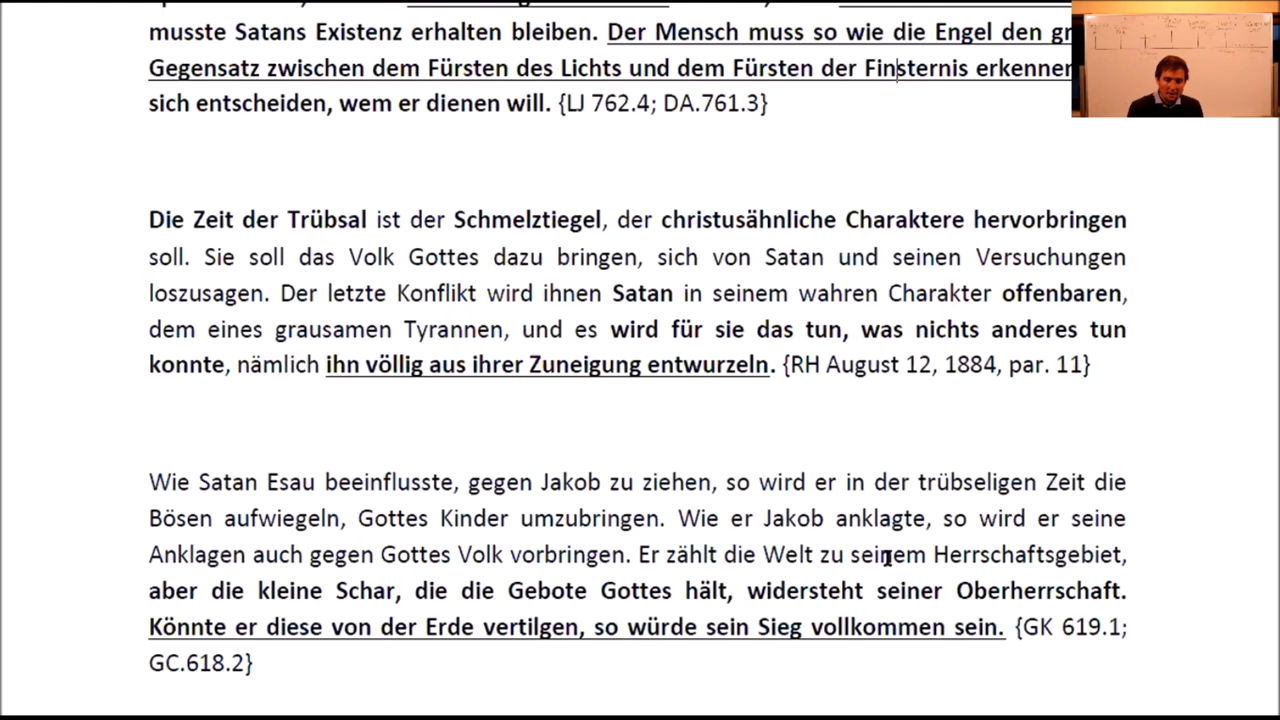 musste Satans Existenz erhalten bleiben. Der Mensch muss so wie die Engel den
Gegensatz zwischen dem Fürsten des Lichts und dem Fürsten der Finsternis erkennen
sich entscheiden, wem er dienen will. {LJ 762.4; DA.761.3}
Die Zeit der Trübsal ist der Schmelztiegel, der christusähnliche Charaktere hervorbringen
soll. Sie soll das Volk Gottes dazu bringen, sich von Satan und seinen Versuchungen
loszusagen. Der letzte Konflikt wird ihnen Satan in seinem wahren Charakter offenbaren,
dem eines grausamen Tyrannen, und es wird für sie das tun, was nichts anderes tun
konnte, nämlich ihn völlig aus ihrer Zuneigung entwurzeln. {RH August 12, 1884, par. 11}
Wie Satan Esau beeinflusste, gegen Jakob zu ziehen, so wird er in der trübseligen Zeit die
Bösen aufwiegeln, Gottes Kinder umzubringen. Wie er Jakob anklagte, so wird er seine
Anklagen auch gegen Gottes Volk vorbringen. Er zählt die Welt zu seinem Herrschaftsgebiet,
aber die kleine Schar, die die Gebote Gottes hält, widersteht seiner Oberherrschaft.
Könnte er diese von der Erde vertilgen, so würde sein Sieg vollkommen sein. {GK 619.1;
GC.618.2}